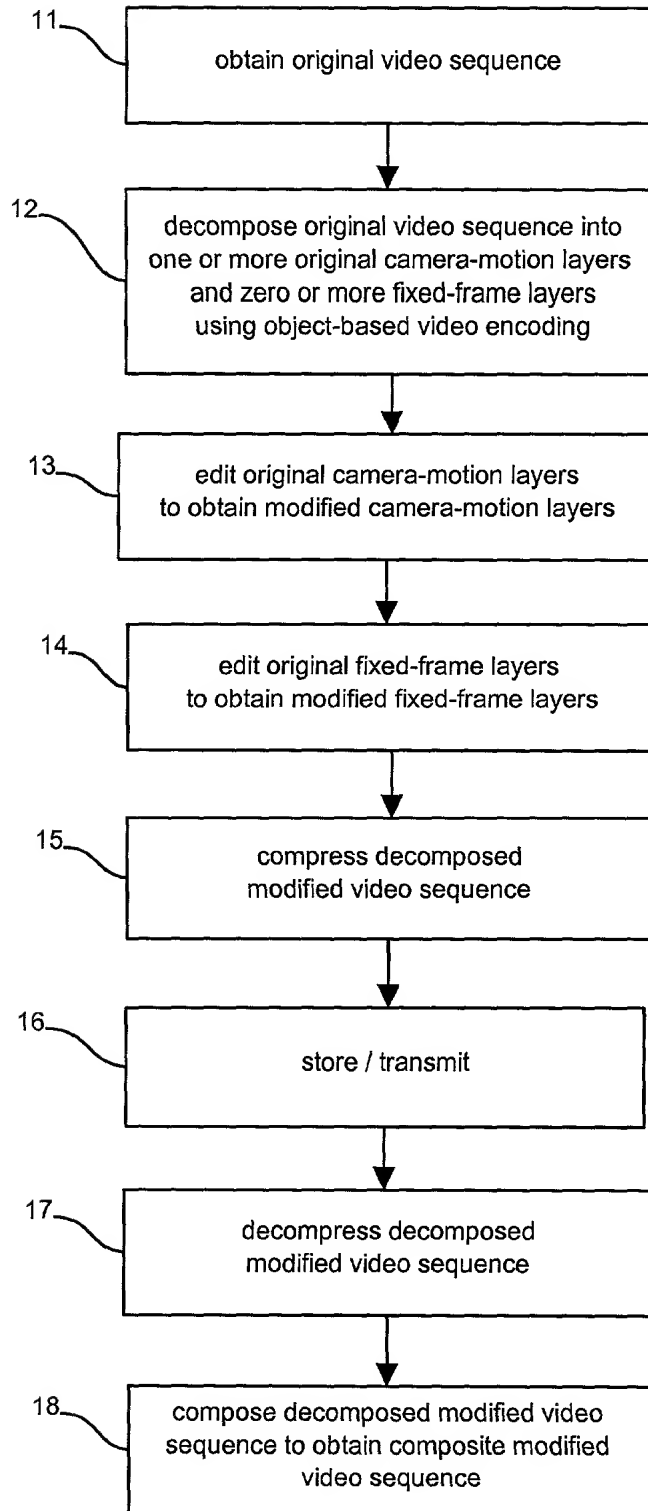 11
obtain original video sequence
12
decompose original video sequence into
one or more original camera-motion layers
and zero or more fixed-frame layers
using object-based video encoding
13
edit original camera-motion layers
to obtain modified camera-motion layers
14
edit original fixed-frame layers
to obtain modified fixed-frame layers
15
compress decomposed
modified video sequence
16
store / transmit
17
decompress decomposed
modified video sequence
18
compose decomposed modified video
sequence to obtain composite modified
video sequence